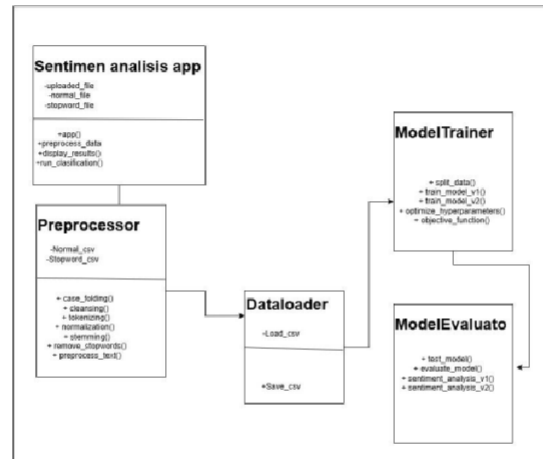 Sentimen analisis app
-uploaded_file
-normal_file
-stopword_file
+app()
+preprocess_data
+display_results()
+run_clasification()
Preprocessor
-Normal_csv
-Stopword_csv
+ case_folding()
+ cleansing()
+ tokenizing()
+ normalization()
+ stemming()
+ remove_stopwords()
+ preprocess_text()
Dataloader
-Load_csv
+Save_csv
ModelTrainer
+ split_data()
+ train_model_v1()
+ train_model_v2()
+ optimize_hyperparameters()
+ objective_function()
ModelEvaluato
+ test_model()
+ evaluate_model()
+ sentiment_analysis_v1()
+ sentiment_analysis_v2()